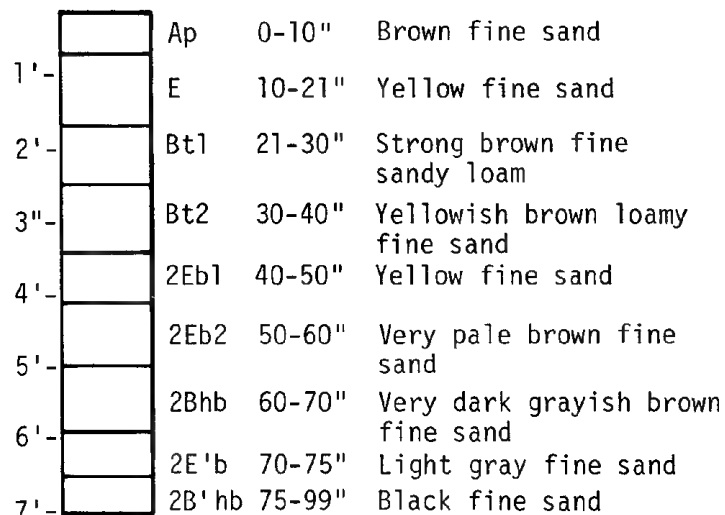 Ap 0-10" Brown fine sand
1'-
E 10-21" Yellow fine sand
2'- Bt1 21-30" Strong brown fine
sandy loam
3"- Bt2 30-40" Yellowish brown loamy
fine sand
2Eb1 40-50" Yellow fine sand
4'-
2Eb2 50-60" Very pale brown fine
sand
5'-
2Bhb 60-70" Very dark grayish brown
fine sand
6'-
2E'b 70-75" Light gray fine sand
2B'hb 75-99" Black fine sand
7'-